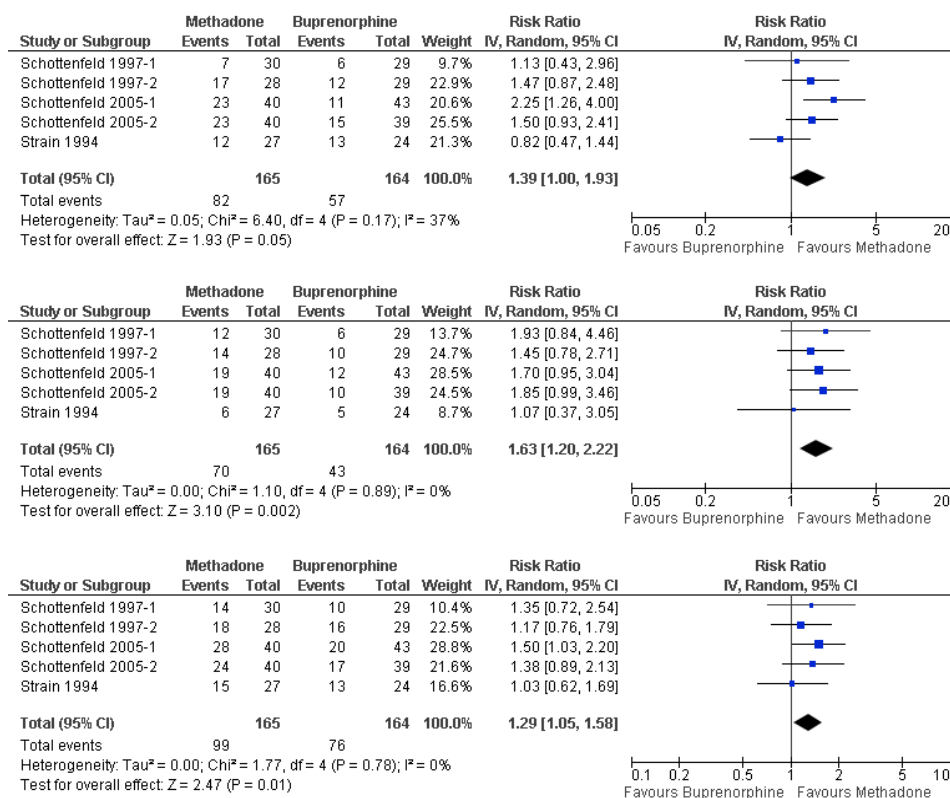 Methadone Buprenorphine Risk Ratio Risk Ratio
Study or Subgroup Events Total Events Total Weight IV, Random, 95% CI IV, Random, 95% CI
Schottenfeld 1997-1 7 30 6 29 9.7% 1.13 [0.43, 2.96]
Schottenfeld 1997-2 17 28 12 29 22.9% 1.47 [0.87, 2.48]
Schottenfeld 2005-1 23 40 11 43 20.6% 2.25 [1.26, 4.00]
Schottenfeld 2005-2 23 40 15 39 25.5% 1.50 [0.93, 2.41]
Strain 1994 12 27 13 24 21.3% 0.82 [0.47, 1.44]
Total (95% CI) 165 164 100.0% 1.39 [1.00, 1.93]
Total events 82 57
Heterogeneity: Tau² = 0.05; Chi² = 6.40, df = 4 (P = 0.17); I² = 37%
Test for overall effect: Z = 1.93 (P = 0.05)
0.05 0.2 1 5 20
Favours Buprenorphine Favours Methadone
Methadone Buprenorphine Risk Ratio Risk Ratio
Study or Subgroup Events Total Events Total Weight IV, Random, 95% CI IV, Random, 95% CI
Schottenfeld 1997-1 12 30 6 29 13.7% 1.93 [0.84, 4.46]
Schottenfeld 1997-2 14 28 10 29 24.7% 1.45 [0.78, 2.71]
Schottenfeld 2005-1 19 40 12 43 28.5% 1.70 [0.95, 3.04]
Schottenfeld 2005-2 19 40 10 39 24.5% 1.85 [0.99, 3.46]
Strain 1994 6 27 5 24 8.7% 1.07 [0.37, 3.05]
Total (95% CI) 165 164 100.0% 1.63 [1.20, 2.22]
Total events 70 43
Heterogeneity: Tau² = 0.00; Chi² = 1.10, df = 4 (P = 0.89); I² = 0%
Test for overall effect: Z = 3.10 (P = 0.002)
0.05 0.2 1 5 20
Favours Buprenorphine Favours Methadone
Methadone Buprenorphine Risk Ratio Risk Ratio
Study or Subgroup Events Total Events Total Weight IV, Random, 95% CI IV, Random, 95% CI
Schottenfeld 1997-1 14 30 10 29 10.4% 1.35 [0.72, 2.54]
Schottenfeld 1997-2 18 28 16 29 22.5% 1.17 [0.76, 1.79]
Schottenfeld 2005-1 28 40 20 43 28.8% 1.50 [1.03, 2.20]
Schottenfeld 2005-2 24 40 17 39 21.6% 1.38 [0.89, 2.13]
Strain 1994 15 27 13 24 16.6% 1.03 [0.62, 1.69]
Total (95% CI) 165 164 100.0% 1.29 [1.05, 1.58]
Total events 99 76
Heterogeneity: Tau² = 0.00; Chi² = 1.77, df = 4 (P = 0.78); I² = 0%
Test for overall effect: Z = 2.47 (P = 0.01)
0.1 0.2 0.5 1 2 5 10
Favours Buprenorphine Favours Methadone